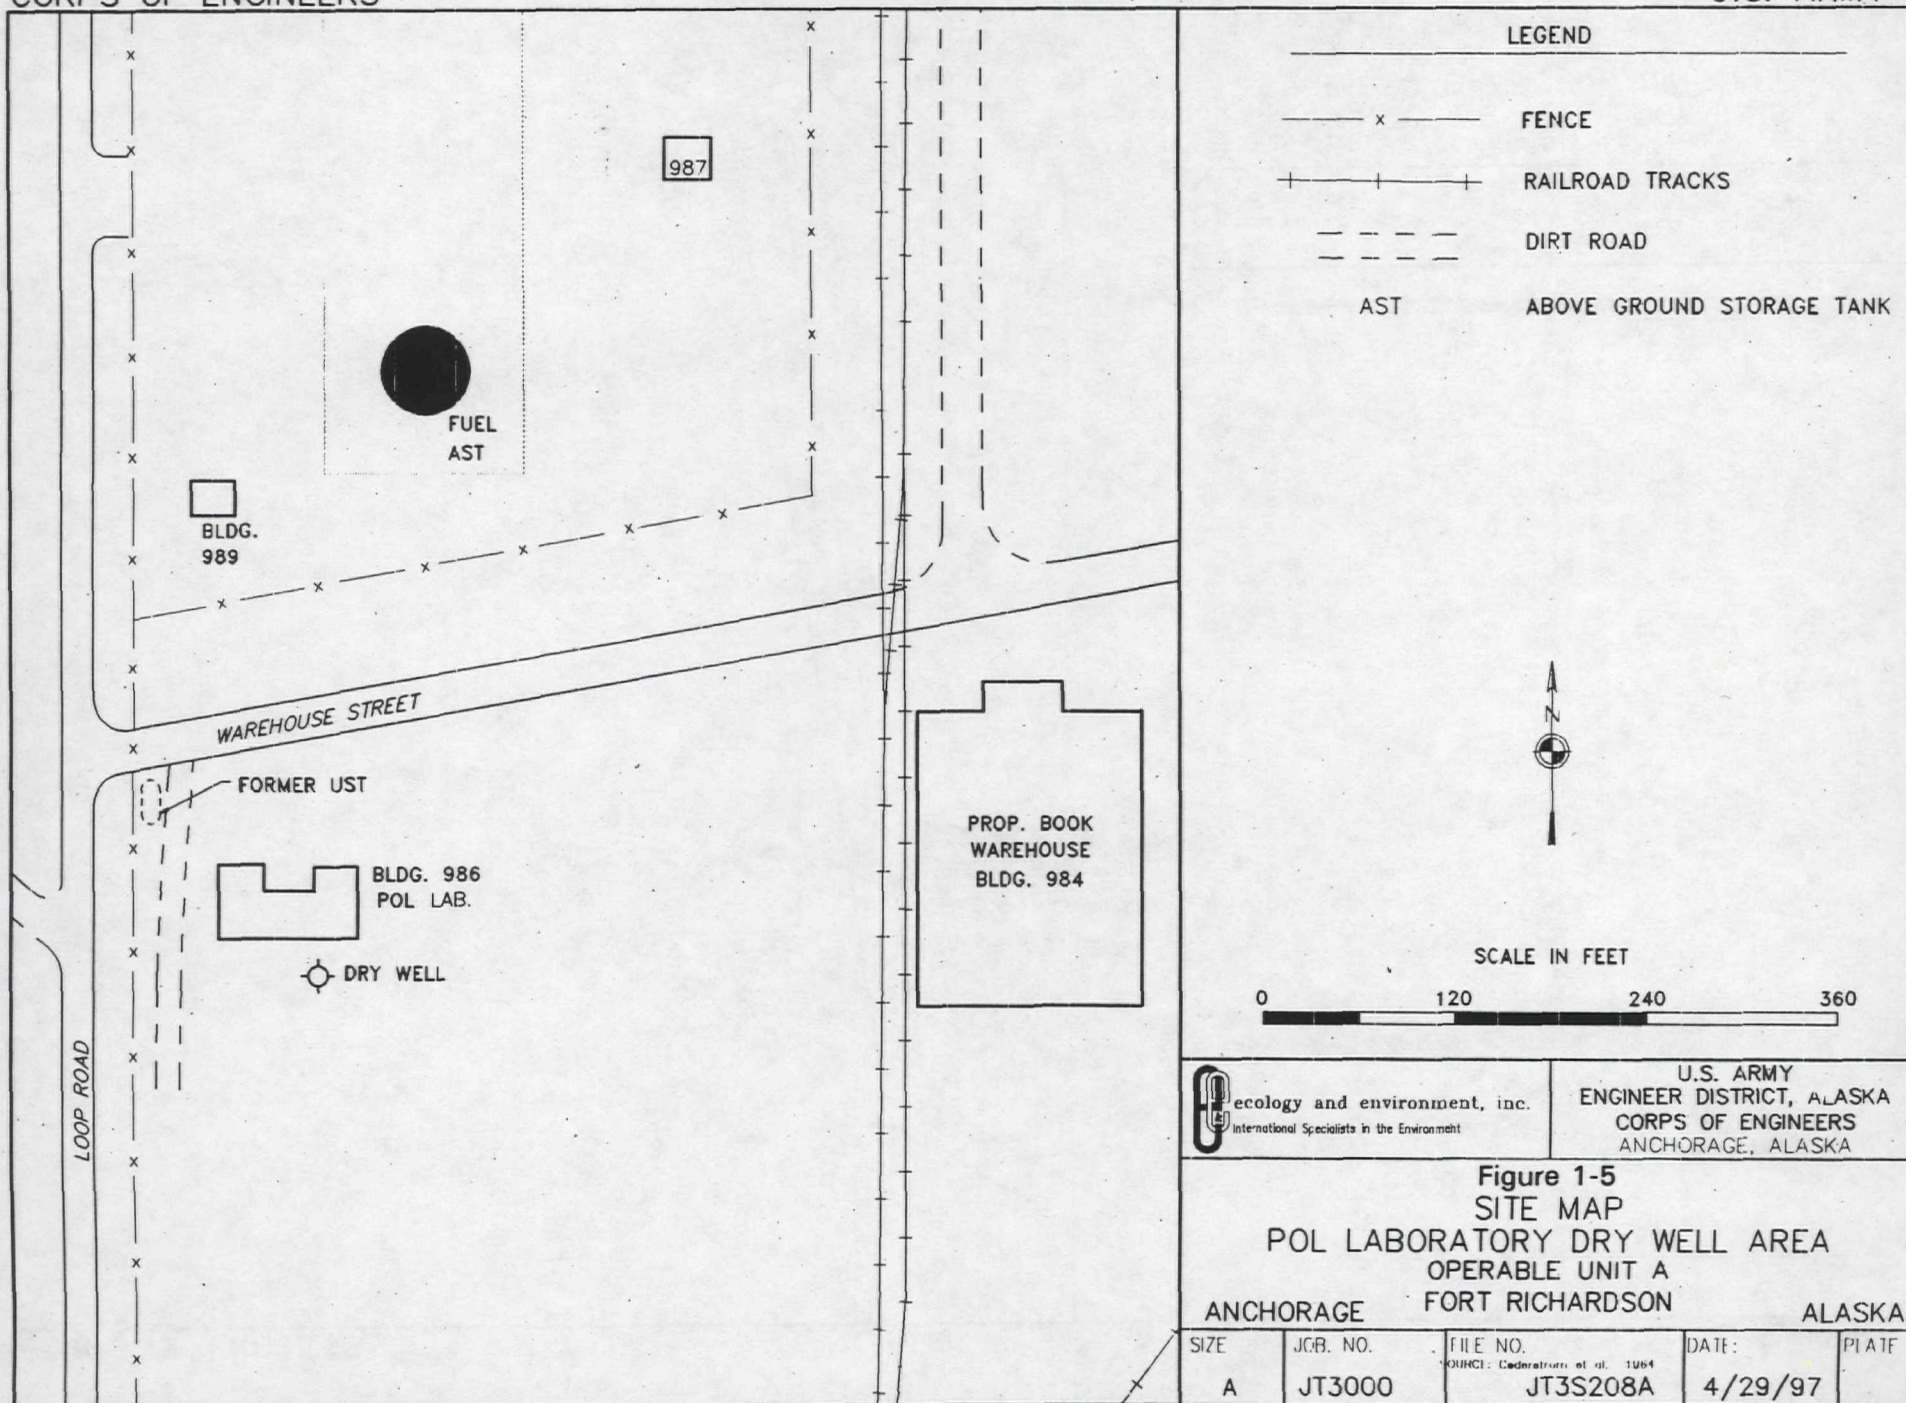 CORPS OF ENGINEERS
987
FUEL
AST
BLDG.
989
WAREHOUSE STREET
FORMER UST
BLDG. 986
POL LAB.
DRY WELL
LOOP ROAD
PROP. BOOK
WAREHOUSE
BLDG. 984
LEGEND
x FENCE
RAILROAD TRACKS
DIRT ROAD
AST ABOVE GROUND STORAGE TANK
N
SCALE IN FEET
0 120 240 360
ecology and environment, inc.
International Specialists in the Environment
U.S. ARMY
ENGINEER DISTRICT, ALASKA
CORPS OF ENGINEERS
ANCHORAGE, ALASKA
Figure 1-5
SITE MAP
POL LABORATORY DRY WELL AREA
OPERABLE UNIT A
FORT RICHARDSON
ANCHORAGE ALASKA
SIZE JOB. NO. FILE NO. DATE: PLATE
et al. 1964
A JT3000 JT3S208A 4/29/97